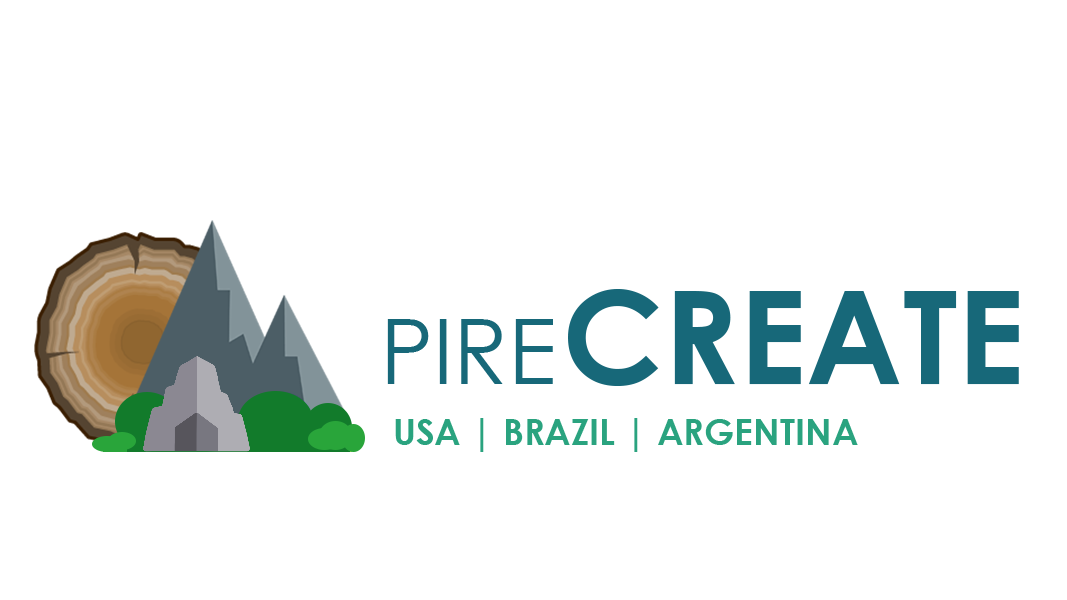 PIRECREATE
USA | BRAZIL | ARGENTINA